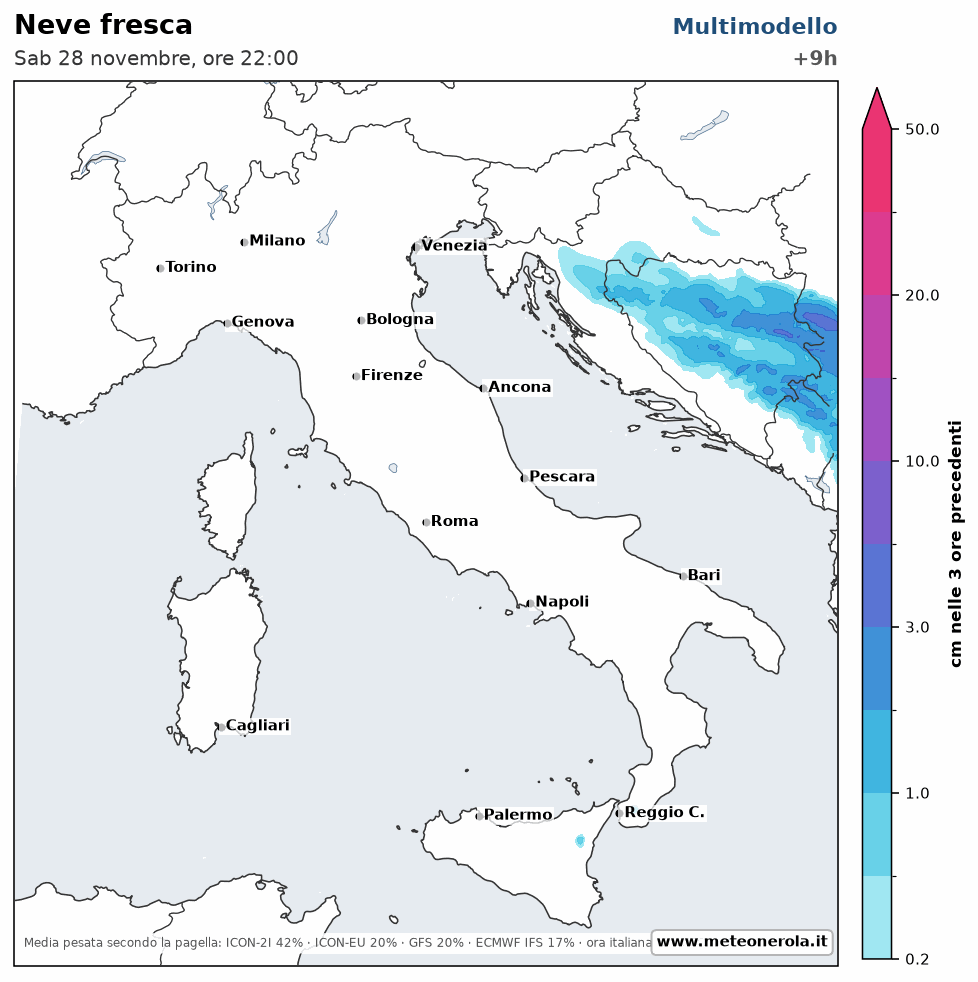 Neve fresca
Multimodello
Sab 28 novembre, ore 22:00
+9h
Milano
Venezia
Torino
Genova
Bologna
Firenze
Ancona
Pescara
Roma
Bari
Napoli
Cagliari
Palermo
Reggio C.
50.0
20.0
10.0
3.0
1.0
0.2
cm nelle 3 ore precedenti
Media pesata secondo la pagella: ICON-2I 42% · ICON-EU 20% · GFS 20% · ECMWF IFS 17% · ora italiana
www.meteonerola.it